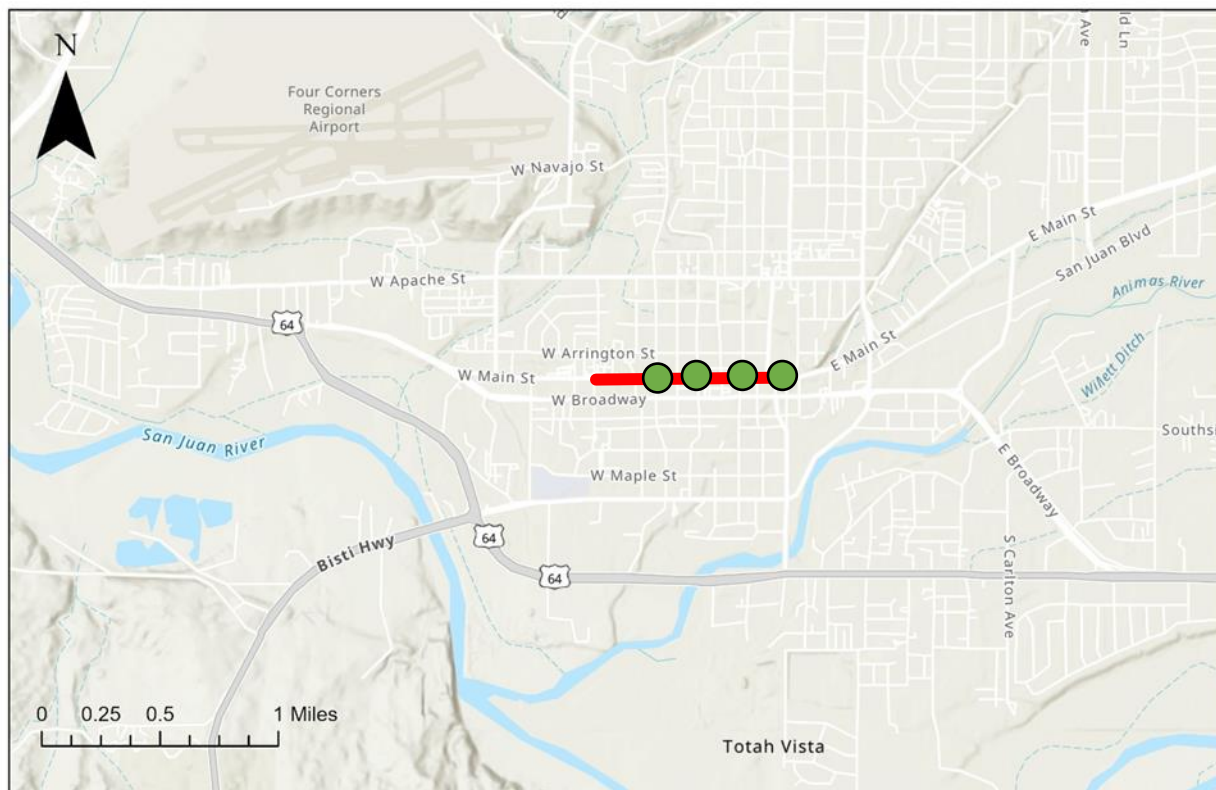 N
Four Corners
Regional
Airport
W Navajo St
W Apache St
E Main St
San Juan Blvd
Animas River
64
W Arrington St
W Main St
E Main St
W Broadway
Willett Ditch
San Juan River
Southsi
W Maple St
E Broadway
64
Bisti Hwy
64
S Carlton Ave
0 0.25 0.5 1 Miles
Totah Vista
Ave
ld Ln